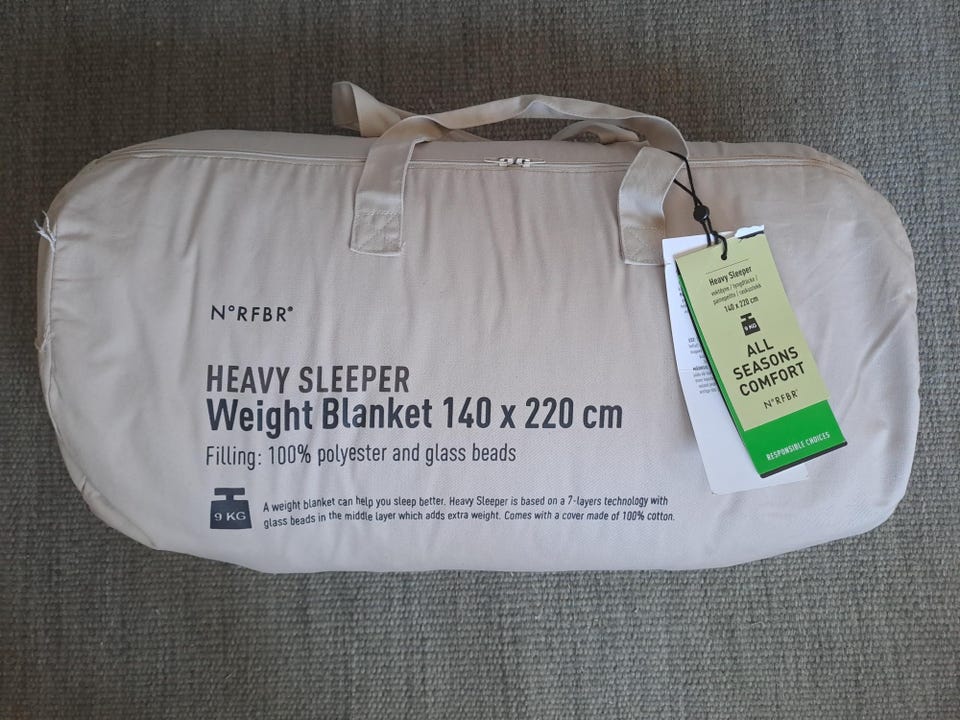 N°RFBR®
HEAVY SLEEPER
Weight Blanket 140 x 220 cm
Filling: 100% polyester and glass beads
9 KG
A weight blanket can help you sleep better. Heavy Sleeper is based on a 7-layers technology with
glass beads in the middle layer which adds extra weight. Comes with a cover made of 100% cotton.
Heavy Sleeper
140 x 220 cm
9 KG
ALL
SEASONS
COMFORT
N°RFBR®
RESPONSIBLE CHOICES